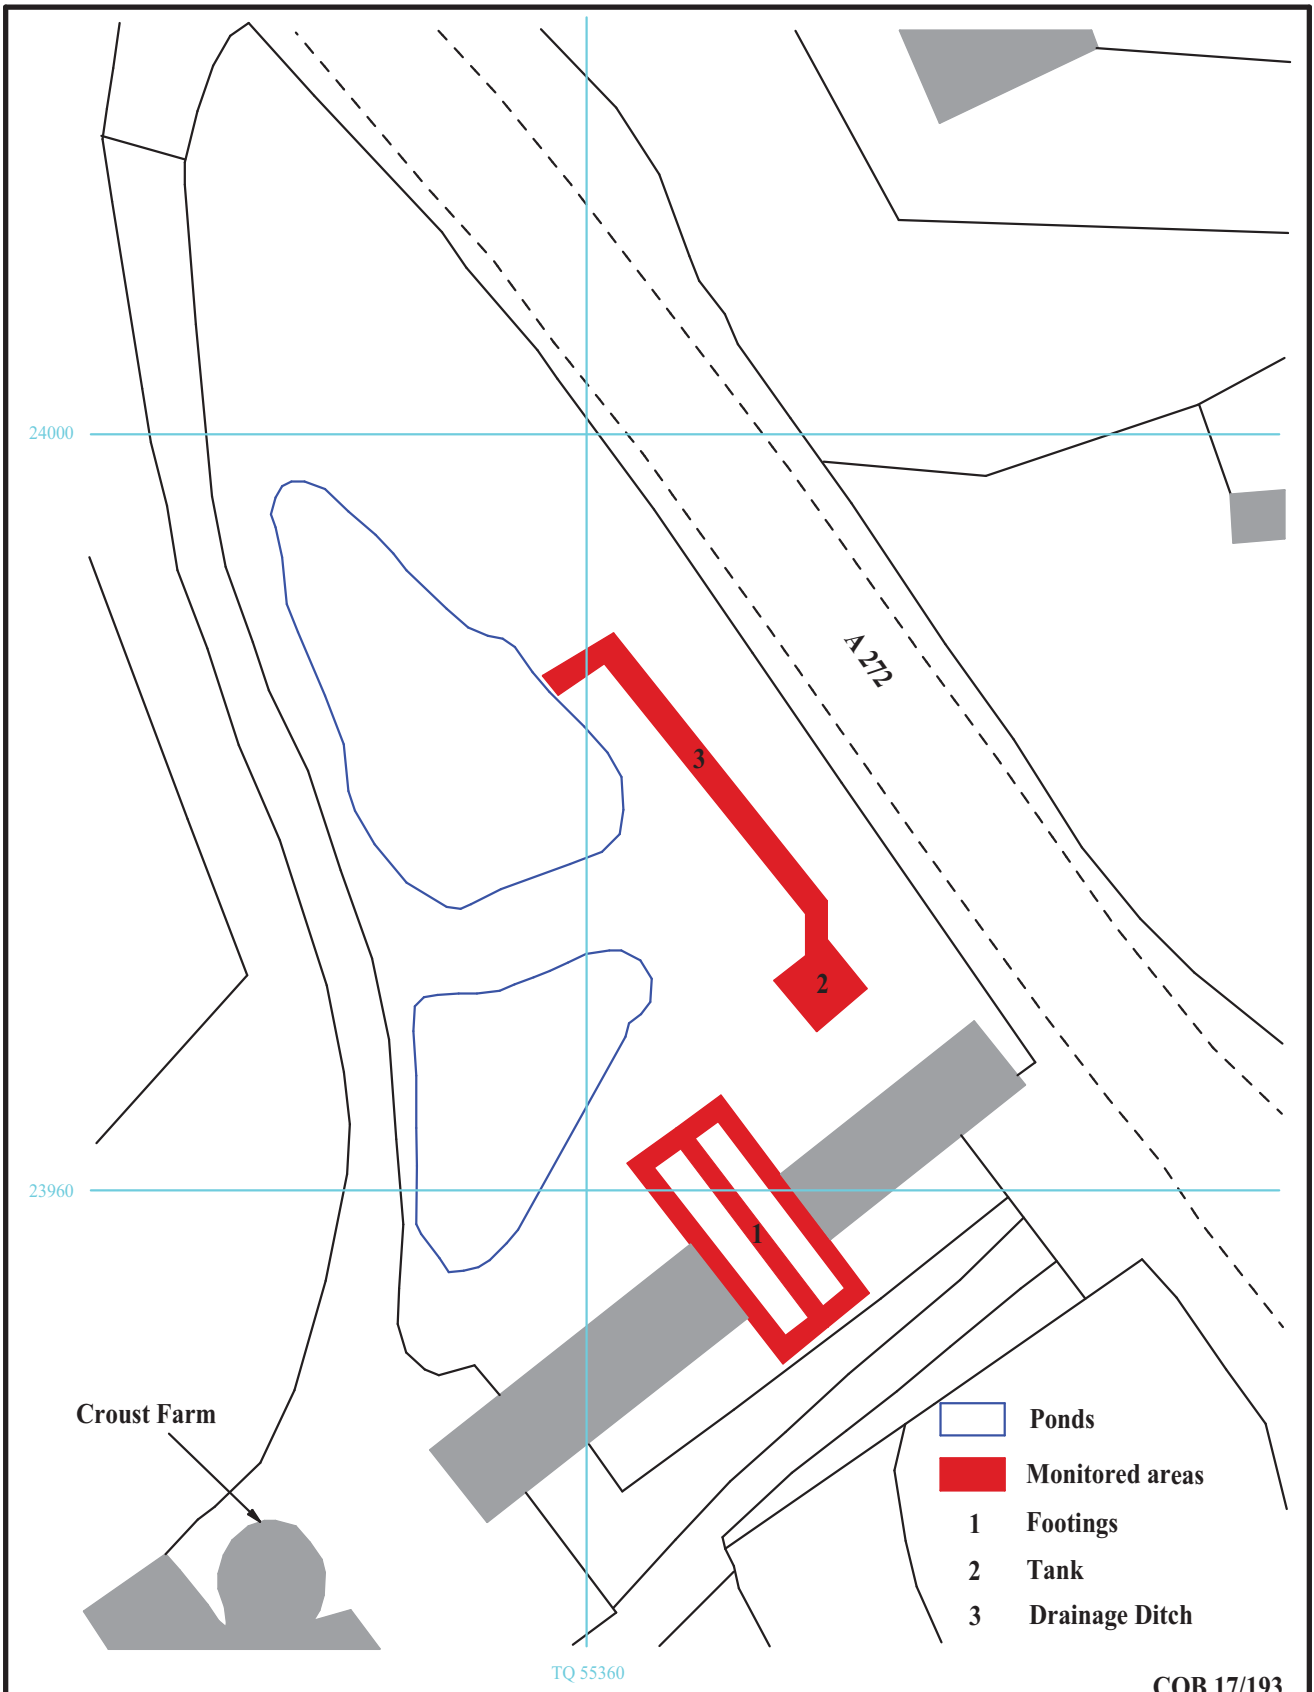 24000
A 272
3
2
23960
1
Croust Farm
Ponds
Monitored areas
1 Footings
2 Tank
3 Drainage Ditch
TQ 55360
COB 17/193